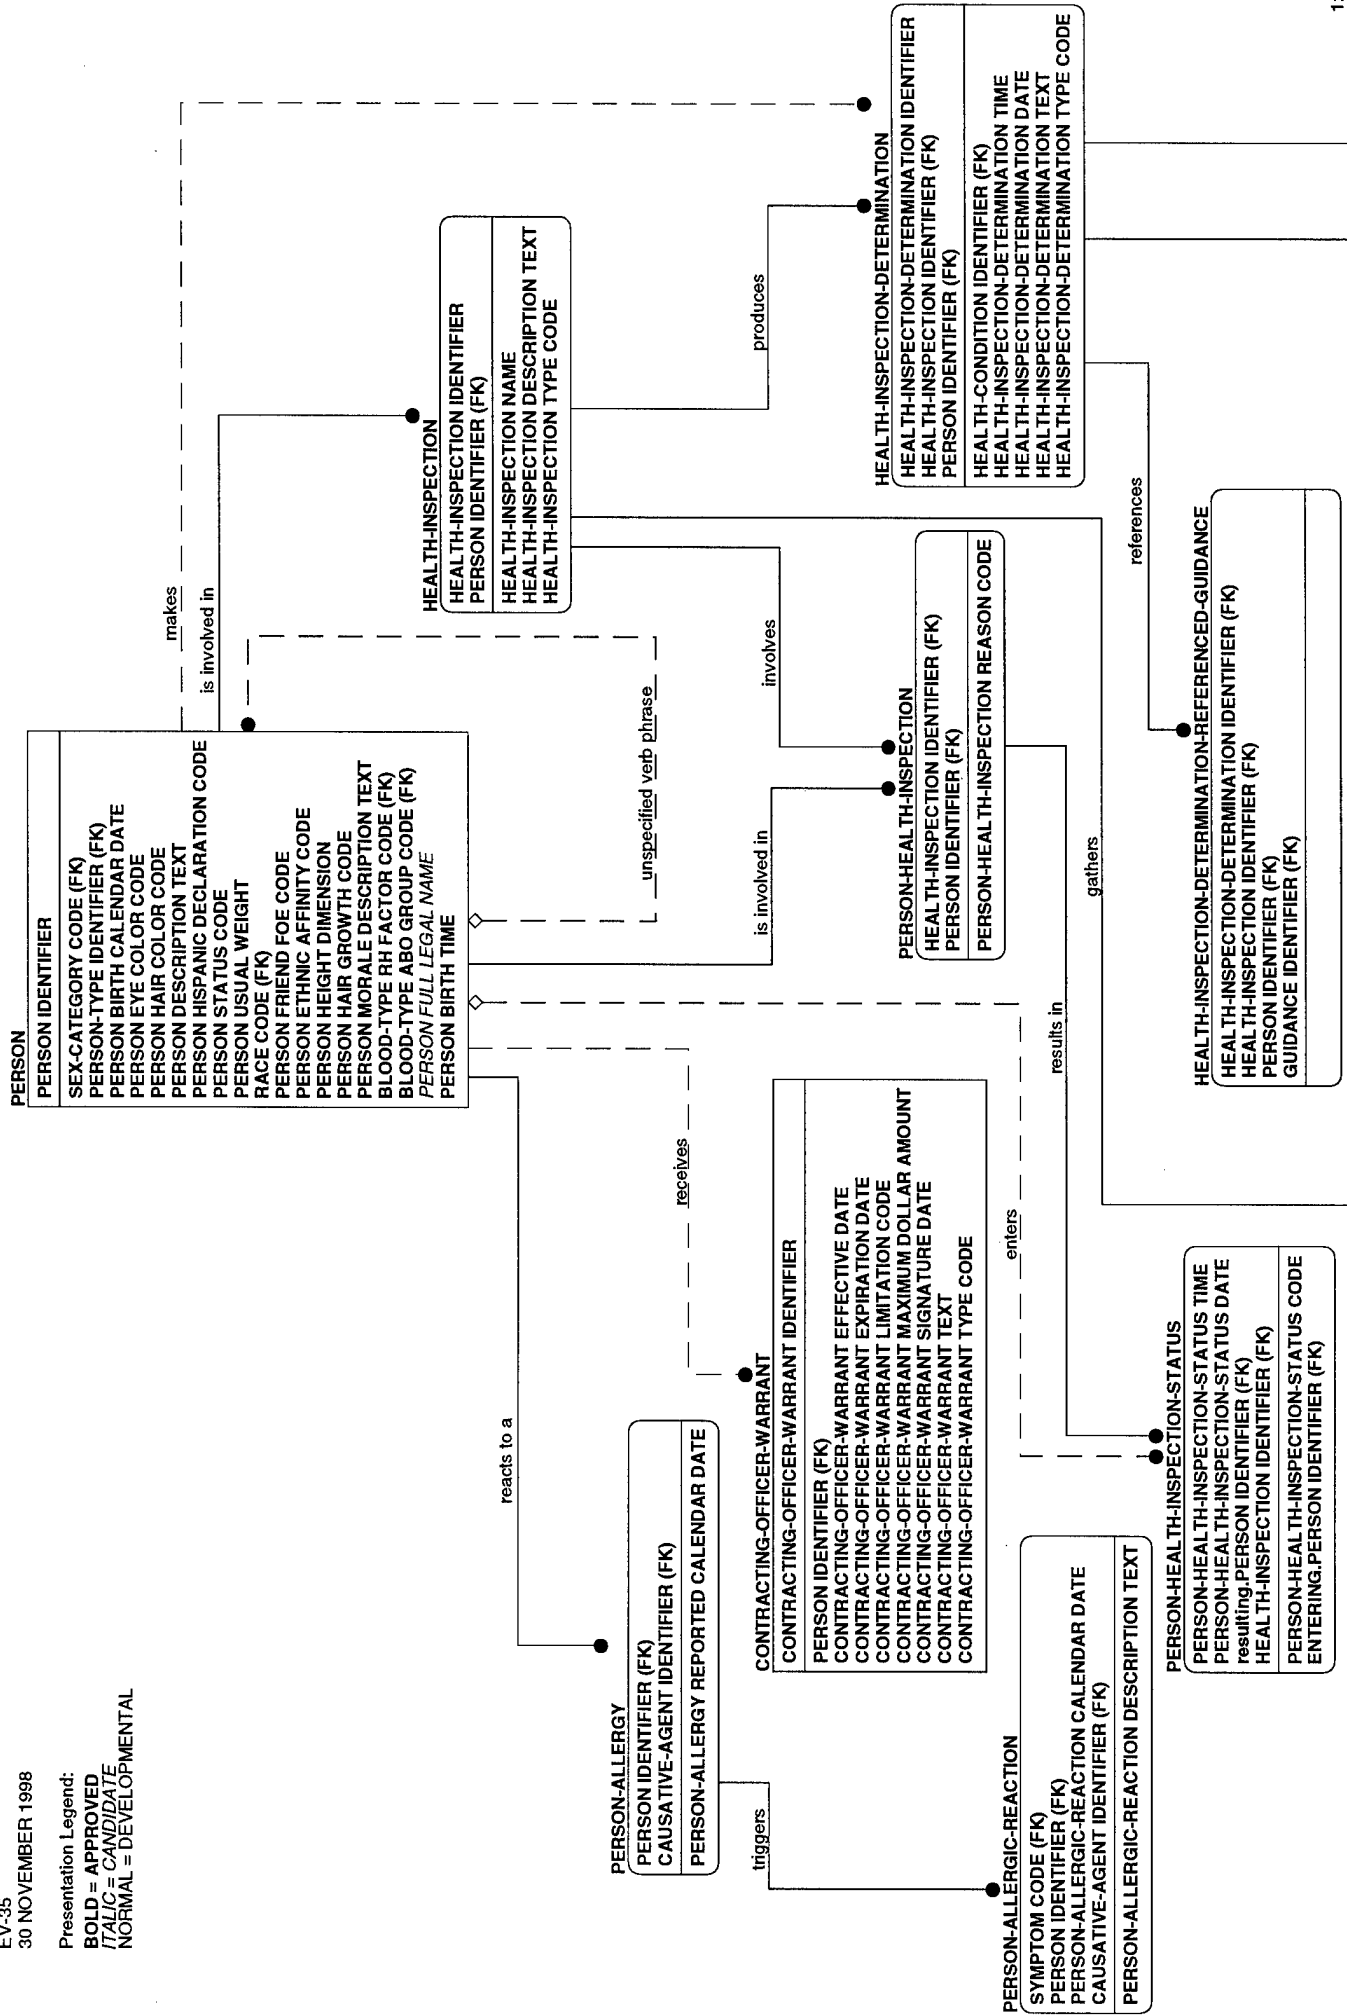 EV-35
30 NOVEMBER 1998
Presentation Legend:
BOLD = APPROVED
ITALIC = CANDIDATE
NORMAL = DEVELOPMENTAL
PERSON
PERSON IDENTIFIER
SEX-CATEGORY CODE (FK)
PERSON-TYPE IDENTIFIER (FK)
PERSON BIRTH CALENDAR DATE
PERSON EYE COLOR CODE
PERSON HAIR COLOR CODE
PERSON DESCRIPTION TEXT
PERSON HISPANIC DECLARATION CODE
PERSON STATUS CODE
PERSON USUAL WEIGHT
RACE CODE (FK)
PERSON FRIEND FOE CODE
PERSON ETHNIC AFFINITY CODE
PERSON HEIGHT DIMENSION
PERSON HAIR GROWTH CODE
PERSON MORALE DESCRIPTION TEXT
BLOOD-TYPE RH FACTOR CODE (FK)
BLOOD-TYPE ABO GROUP CODE (FK)
PERSON FULL LEGAL NAME
PERSON BIRTH TIME
makes
is involved in
unspecified verb phrase
HEALTH-INSPECTION
HEALTH-INSPECTION IDENTIFIER
PERSON IDENTIFIER (FK)
HEALTH-INSPECTION NAME
HEALTH-INSPECTION DESCRIPTION TEXT
HEALTH-INSPECTION TYPE CODE
reacts to a
receives
is involved in
involves
produces
PERSON-ALLERGY
PERSON IDENTIFIER (FK)
CAUSATIVE-AGENT IDENTIFIER (FK)
PERSON-ALLERGY REPORTED CALENDAR DATE
triggers
CONTRACTING-OFFICER-WARRANT
CONTRACTING-OFFICER-WARRANT IDENTIFIER
PERSON IDENTIFIER (FK)
CONTRACTING-OFFICER-WARRANT EFFECTIVE DATE
CONTRACTING-OFFICER-WARRANT EXPIRATION DATE
CONTRACTING-OFFICER-WARRANT LIMITATION CODE
CONTRACTING-OFFICER-WARRANT MAXIMUM DOLLAR AMOUNT
CONTRACTING-OFFICER-WARRANT SIGNATURE DATE
CONTRACTING-OFFICER-WARRANT TEXT
CONTRACTING-OFFICER-WARRANT TYPE CODE
PERSON-HEALTH-INSPECTION
HEALTH-INSPECTION IDENTIFIER (FK)
PERSON IDENTIFIER (FK)
PERSON-HEALTH-INSPECTION REASON CODE
HEALTH-INSPECTION-DETERMINATION
HEALTH-INSPECTION-DETERMINATION IDENTIFIER
HEALTH-INSPECTION IDENTIFIER (FK)
PERSON IDENTIFIER (FK)
HEALTH-CONDITION IDENTIFIER (FK)
HEALTH-INSPECTION-DETERMINATION TIME
HEALTH-INSPECTION-DETERMINATION DATE
HEALTH-INSPECTION-DETERMINATION TEXT
HEALTH-INSPECTION-DETERMINATION TYPE CODE
enters
results in
gathers
references
PERSON-ALLERGIC-REACTION
SYMPTOM CODE (FK)
PERSON IDENTIFIER (FK)
PERSON-ALLERGIC-REACTION CALENDAR DATE
CAUSATIVE-AGENT IDENTIFIER (FK)
PERSON-ALLERGIC-REACTION DESCRIPTION TEXT
PERSON-HEALTH-INSPECTION-STATUS
PERSON-HEALTH-INSPECTION-STATUS TIME
PERSON-HEALTH-INSPECTION-STATUS DATE
resulting.PERSON IDENTIFIER (FK)
HEALTH-INSPECTION IDENTIFIER (FK)
PERSON-HEALTH-INSPECTION-STATUS CODE
ENTERING.PERSON IDENTIFIER (FK)
HEALTH-INSPECTION-DETERMINATION-REFERENCED-GUIDANCE
HEALTH-INSPECTION-DETERMINATION IDENTIFIER (FK)
HEALTH-INSPECTION IDENTIFIER (FK)
PERSON IDENTIFIER (FK)
GUIDANCE IDENTIFIER (FK)